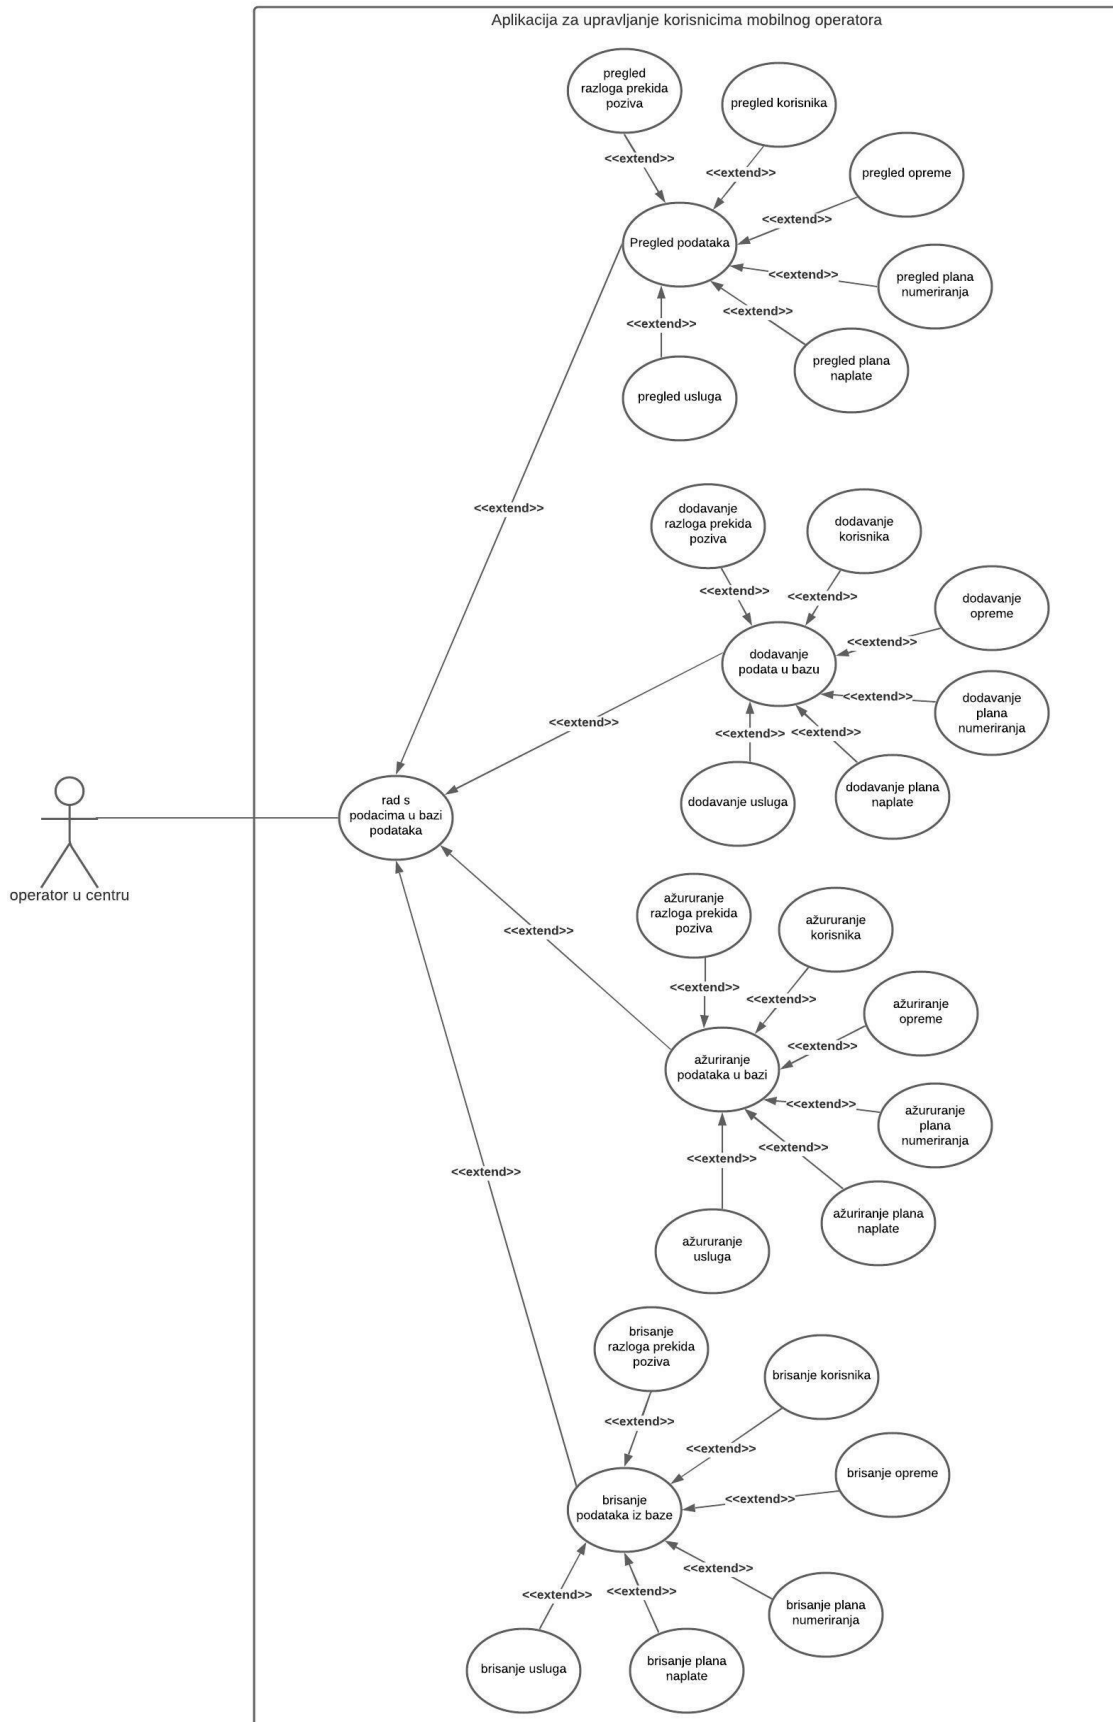 Aplikacija za upravljanje korisnicima mobilnog operatora
pregled
razloga prekida
poziva
pregled korisnika
<<extend>>
<<extend>>
pregled opreme
<<extend>>
Pregled podataka
<<extend>>
pregled plana
numeriranja
<<extend>>
<<extend>>
pregled plana
naplate
pregled usluga
<<extend>>
dodavanje
razloga prekida
poziva
dodavanje
korisnika
<<extend>>
<<extend>>
dodavanje
opreme
<<extend>>
dodavanje
podata u bazu
<<extend>>
dodavanje
plana
numeriranja
<<extend>>
<<extend>>
<<extend>>
dodavanje usluga
dodavanje plana
naplate
rad s
podacima u bazi
podataka
operator u centru
ažururanje
razloga prekida
poziva
ažururanje
korisnika
<<extend>>
<<extend>>
<<extend>>
ažuriranje
opreme
<<extend>>
ažuriranje
podataka u bazi
<<extend>>
ažururanje
plana
numeriranja
<<extend>>
<<extend>>
<<extend>>
ažuriranje plana
naplate
ažururanje
usluga
brisanje
razloga prekida
poziva
brisanje korisnika
<<extend>>
<<extend>>
brisanje opreme
<<extend>>
brisanje
podataka iz baze
<<extend>>
<<extend>>
<<extend>>
brisanje plana
numeriranja
brisanje usluga
brisanje plana
naplate